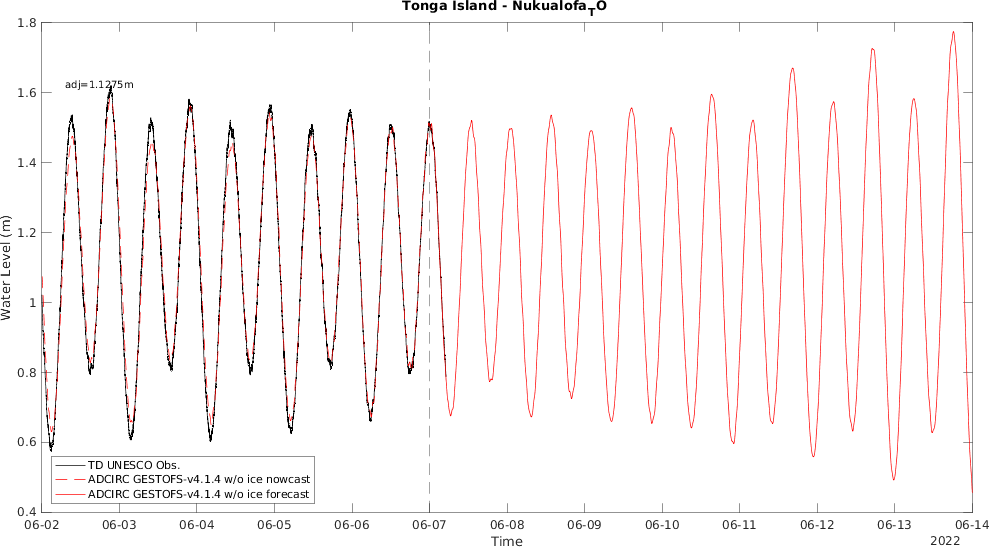 Tonga Island - Nukualofa_TO
1.8
adj=1.1275m
1.6
1.4
1.2
Water Level (m)
1
0.8
0.6
TD UNESCO Obs.
ADCIRC GESTOFS-v4.1.4 w/o ice nowcast
ADCIRC GESTOFS-v4.1.4 w/o ice forecast
0.4
06-02 06-03 06-04 06-05 06-06 06-07 06-08 06-09 06-10 06-11 06-12 06-13 06-14
Time
2022